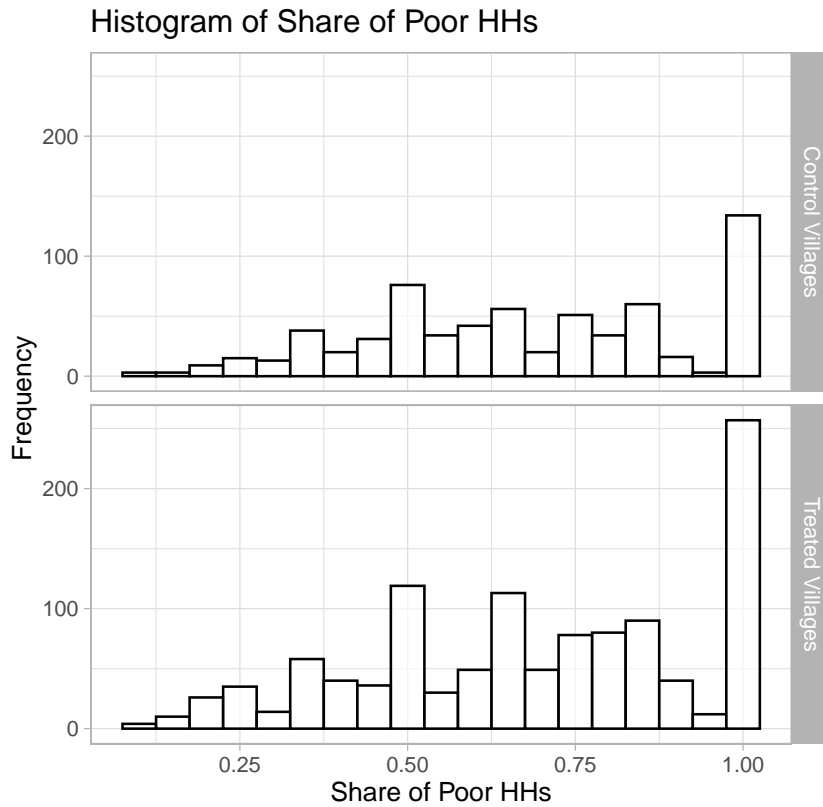 Histogram of Share of Poor HHs
Frequency
200
100
0
Control Villages
200
100
0
Treated Villages
0.25
0.50
0.75
1.00
Share of Poor HHs